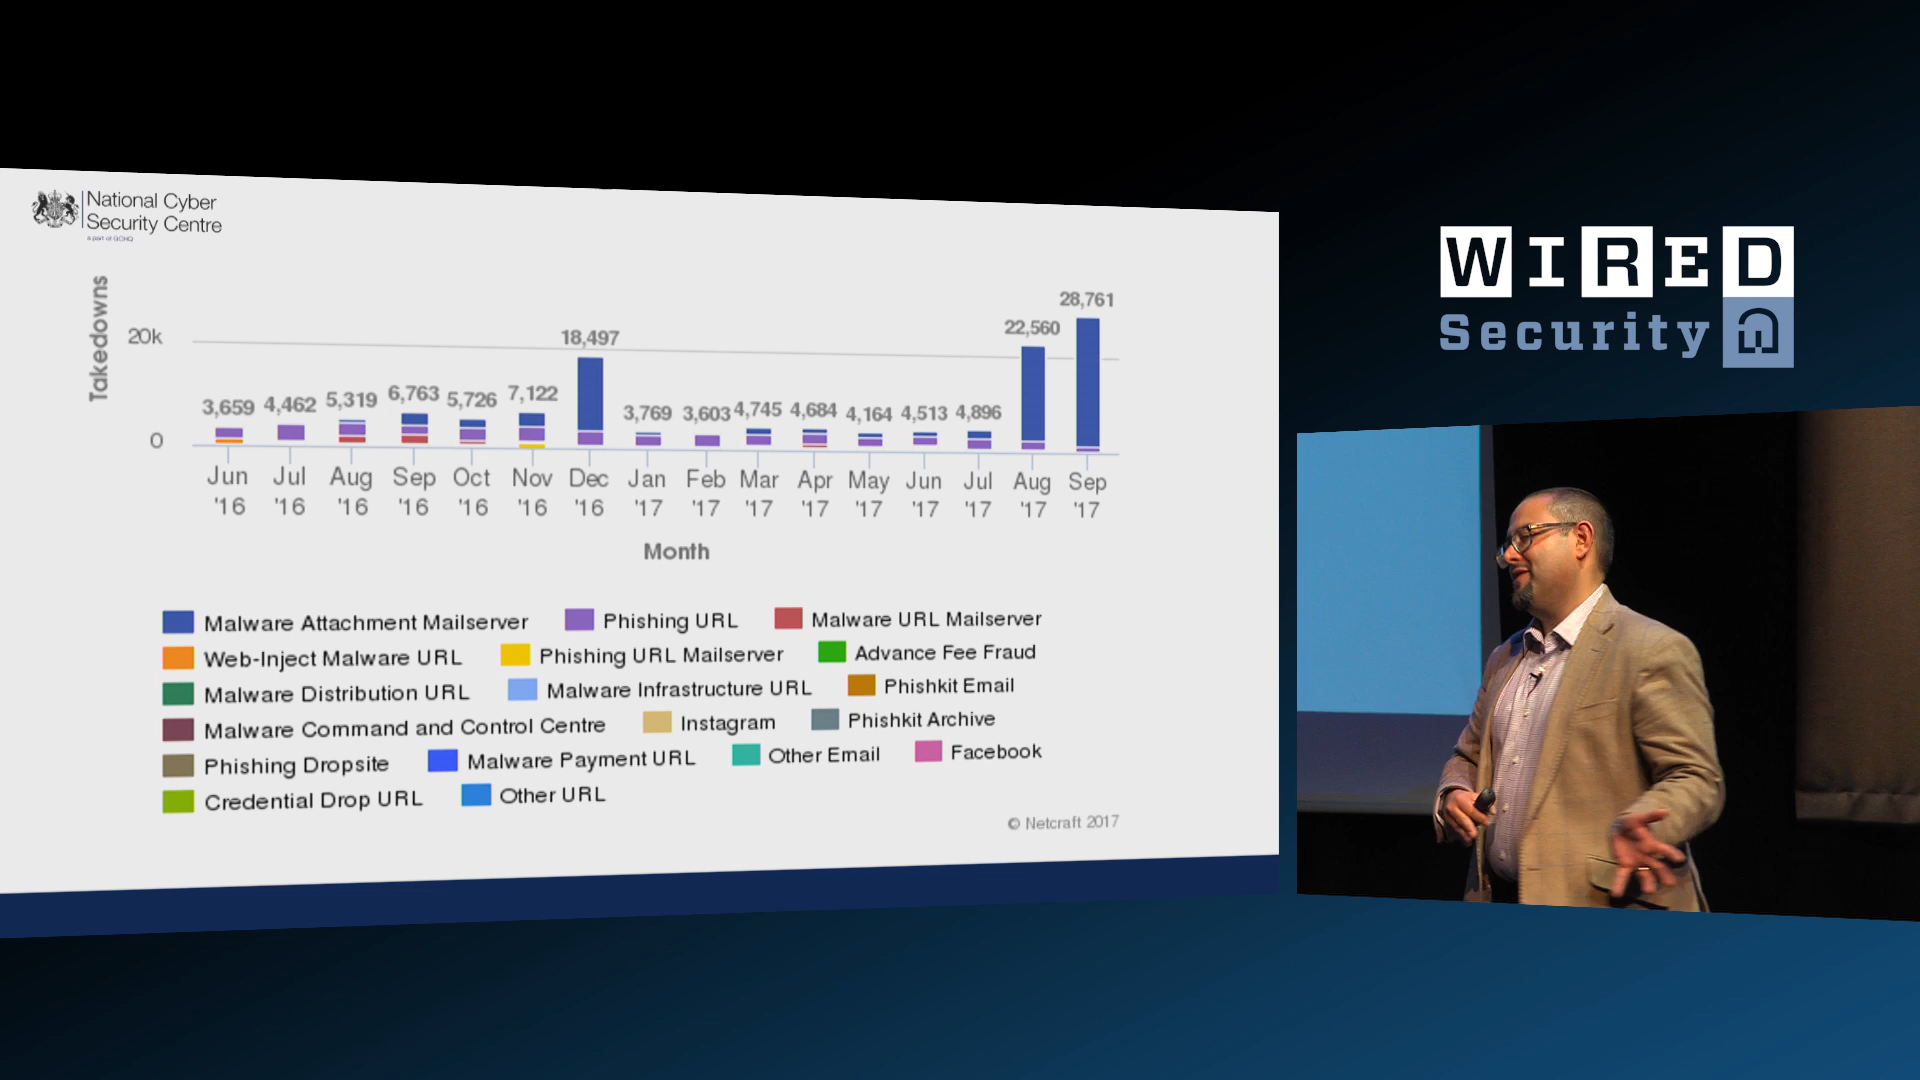 National Cyber
Security Centre
a part of GCHQ
Takedowns
20k
0
3,659 4,462 5,319 6,763 5,726 7,122 18,497 3,769 3,603 4,745 4,684 4,164 4,513 4,896 22,560 28,761
Jun Jul Aug Sep Oct Nov Dec Jan Feb Mar Apr May Jun Jul Aug Sep
'16 '16 '16 '16 '16 '16 '16 '17 '17 '17 '17 '17 '17 '17 '17 '17
Month
Malware Attachment Mailserver Phishing URL Malware URL Mailserver
Web-Inject Malware URL Phishing URL Mailserver Advance Fee Fraud
Malware Distribution URL Malware Infrastructure URL Phishkit Email
Malware Command and Control Centre Instagram Phishkit Archive
Phishing Dropsite Malware Payment URL Other Email Facebook
Credential Drop URL Other URL
© Netcraft 2017
WIRED
Security